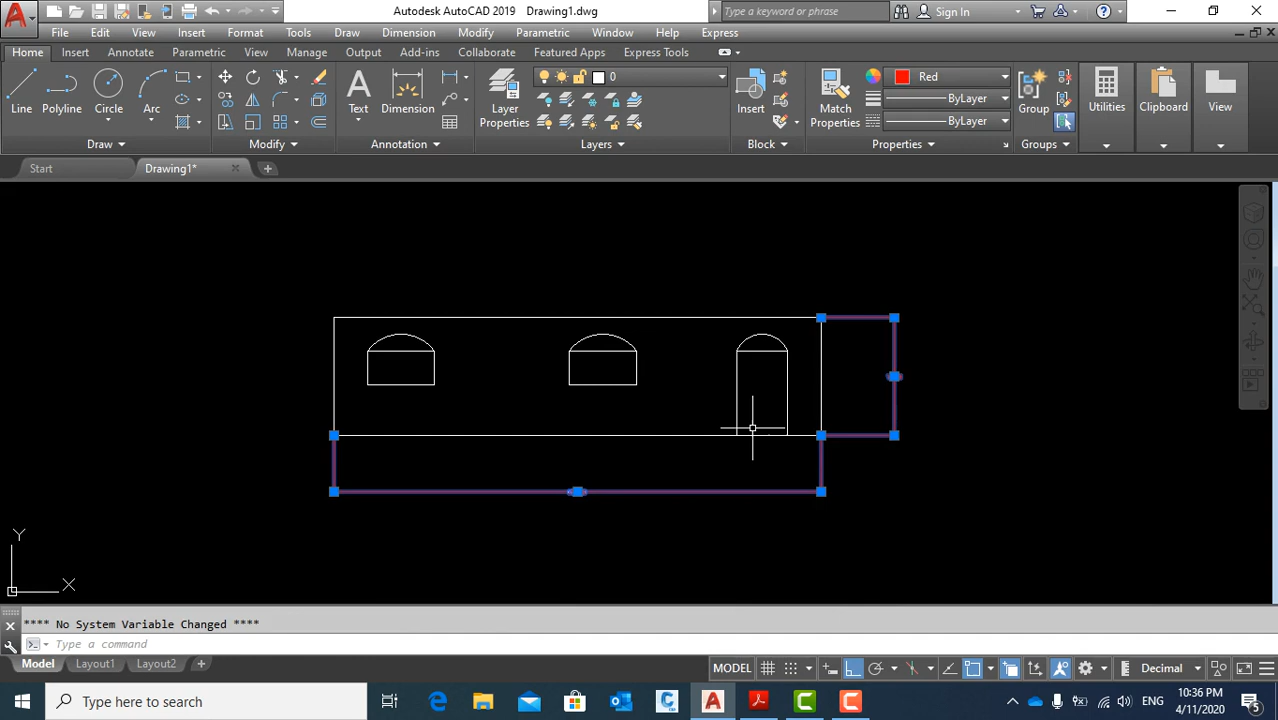 Autodesk AutoCAD 2019 Drawing1.dwg Type a keyword or phrase Sign In
File Edit View Insert Format Tools Draw Dimension Modify Parametric Window Help Express
Home Insert Annotate Parametric View Manage Output Add-ins Collaborate Featured Apps Express Tools
0 Red
Line Polyline Circle Arc Text Dimension Layer Properties Insert Match Properties ByLayer Group Utilities Clipboard View
ByLayer
Draw Modify Annotation Layers Block Properties Groups
Start Drawing1*
Y
X
**** No System Variable Changed ****
Type a command
Model Layout1 Layout2 MODEL Decimal
Type here to search ENG 10:36 PM
4/11/2020 5